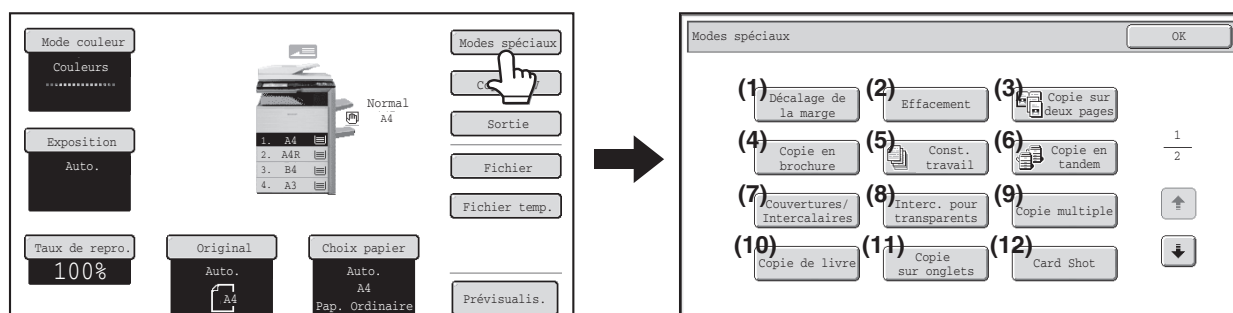 Mode couleur
Couleurs
Exposition
Auto.
Taux de repro.
100%
Original
Auto.
A4
Choix papier
Auto.
A4
Pap. Ordinaire
Normal
A4
1. A4
2. A4R
3. B4
4. A3
Modes spéciaux
Sortie
Fichier
Fichier temp.
Prévisualis.
Modes spéciaux
OK
(1) Décalage de
la marge
(2) Effacement
(3) Copie sur
deux pages
(4) Copie en
brochure
(5) Const.
travail
(6) Copie en
tandem
(7) Couvertures/
Intercalaires
(8) Interc. pour
transparents
(9) Copie multiple
(10) Copie de livre
(11) Copie
sur onglets
(12) Card Shot
1
2